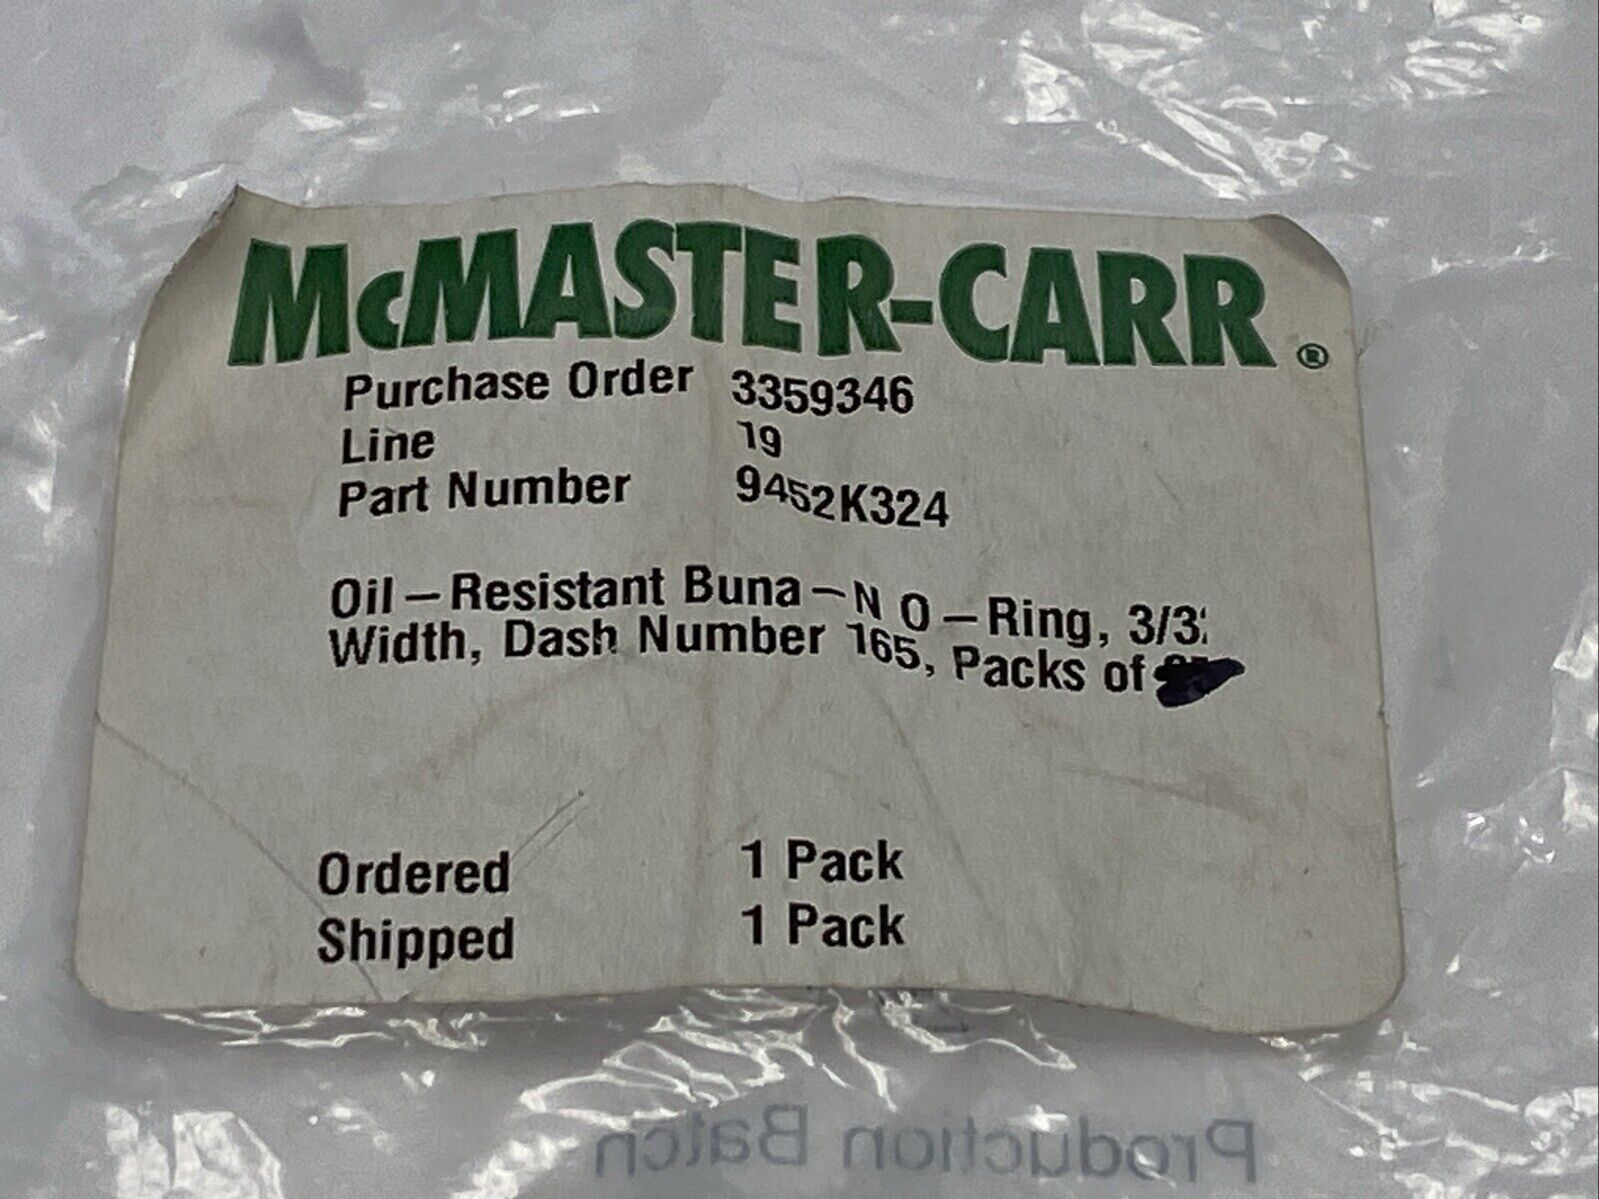 McMASTER-CARR®
Purchase Order 3359346
Line 19
Part Number 9452K324
Oil-Resistant Buna-N O-Ring, 3/32
Width, Dash Number 165, Packs of
Ordered 1 Pack
Shipped 1 Pack
Production Batch